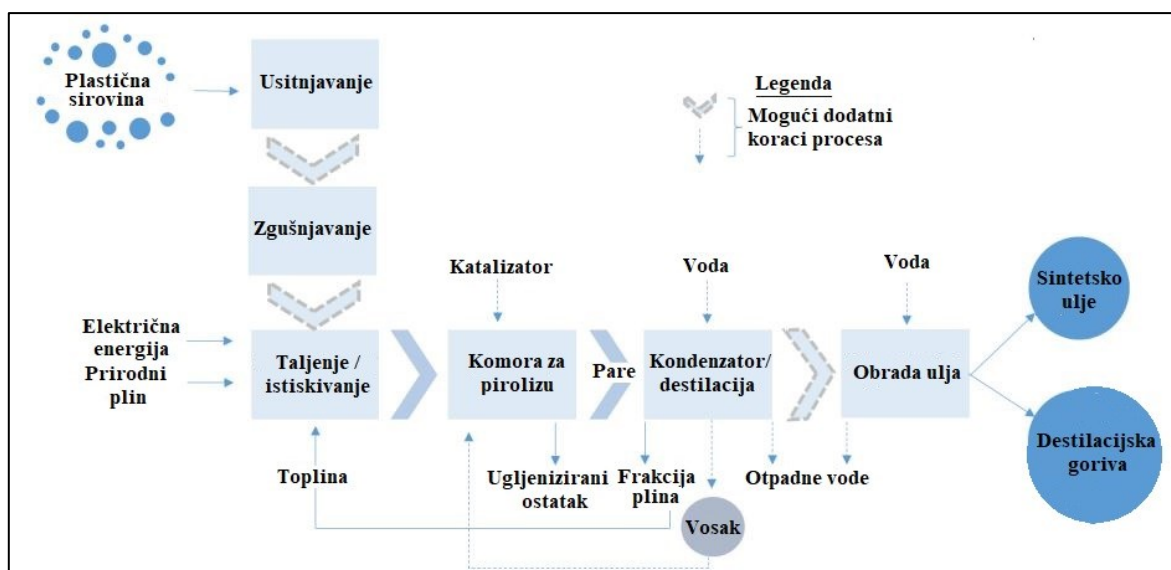 Plastična
sirovina
Usitnjavanje
Legenda
Mogući dodatni
koraci procesa
Zgušnjavanje
Katalizator
Voda
Voda
Sintetsko
ulje
Električna
energija
Prirodni
plin
Taljenje /
istiskivanje
Komora za
pirolizu
Pare
Kondenzator/
destilacija
Obrada ulja
Destilacijska
goriva
Toplina
Ugljenizirani
ostatak
Frakcija
plina
Otpadne vode
Vosak